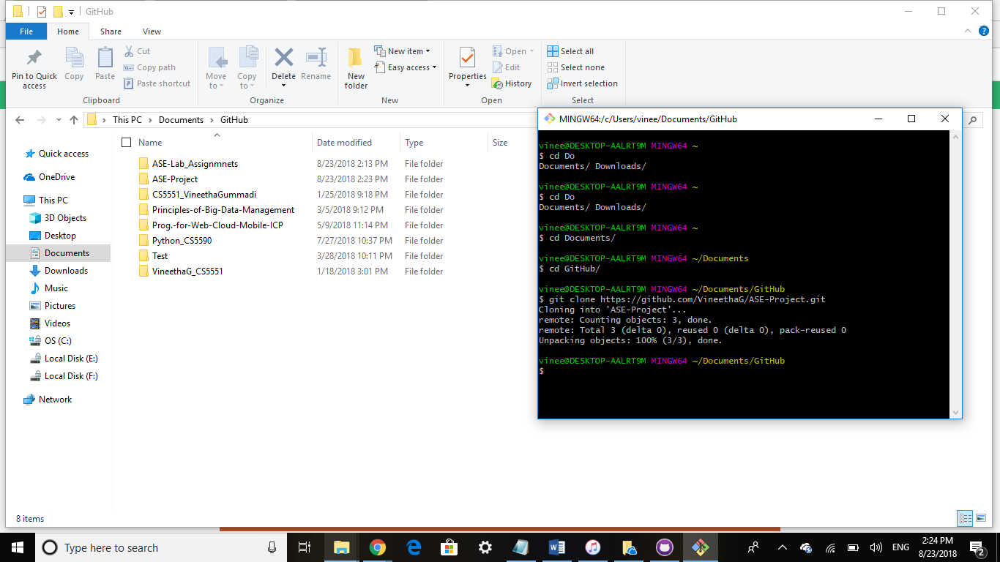 GitHub
File Home Share View
Pin to Quick access
Copy
Paste
Cut
Copy path
Paste shortcut
Clipboard
Move to
Copy to
Delete
Rename
Organize
New folder
New item
Easy access
New
Properties
Open
Edit
History
Open
Select all
Select none
Invert selection
Select
This PC Documents GitHub
Name Date modified Type Size
Quick access
OneDrive
This PC
3D Objects
Desktop
Documents
Downloads
Music
Pictures
Videos
OS (C:)
Local Disk (E:)
Local Disk (F:)
Network
ASE-Lab_Assignmnets 8/23/2018 2:13 PM File folder
ASE-Project 8/23/2018 2:23 PM File folder
CS5551_VineethaGummadi 1/25/2018 9:18 PM File folder
Principles-of-Big-Data-Management 3/5/2018 9:12 PM File folder
Prog.-for-Web-Cloud-Mobile-ICP 5/9/2018 11:14 PM File folder
Python_CS5590 7/27/2018 10:37 PM File folder
Test 3/28/2018 10:11 PM File folder
VineethaG_CS5551 1/18/2018 3:01 PM File folder
MINGW64:/c/Users/vinee/Documents/GitHub
vinee@DESKTOP-AALRT9M MINGW64 ~
$ cd Do
Documents/ Downloads/
vinee@DESKTOP-AALRT9M MINGW64 ~
$ cd Do
Documents/ Downloads/
vinee@DESKTOP-AALRT9M MINGW64 ~
$ cd Documents/
vinee@DESKTOP-AALRT9M MINGW64 ~/Documents
$ cd GitHub/
vinee@DESKTOP-AALRT9M MINGW64 ~/Documents/GitHub
$ git clone https://github.com/VineethaG/ASE-Project.git
Cloning into 'ASE-Project'...
remote: Counting objects: 3, done.
remote: Total 3 (delta 0), reused 0 (delta 0), pack-reused 0
Unpacking objects: 100% (3/3), done.
vinee@DESKTOP-AALRT9M MINGW64 ~/Documents/GitHub
$
8 items
Type here to search
ENG
2:24 PM
8/23/2018
2